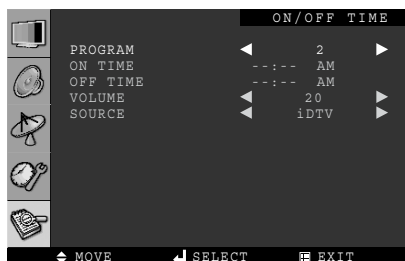 ON/OFF TIME
PROGRAM 2
ON TIME --:-- AM
OFF TIME --:-- AM
VOLUME 20
SOURCE iDTV
MOVE SELECT EXIT